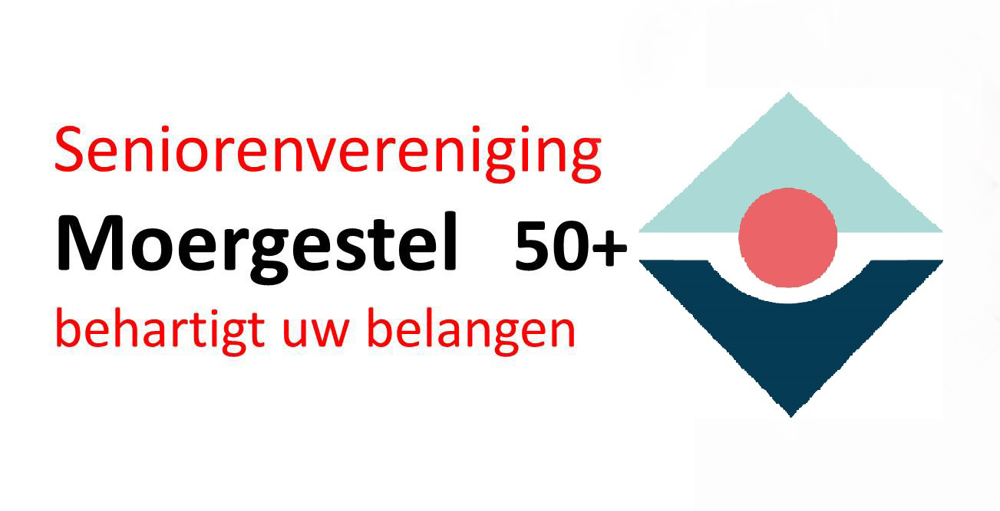 Seniorenvereniging
Moergestel 50+
behartigt uw belangen